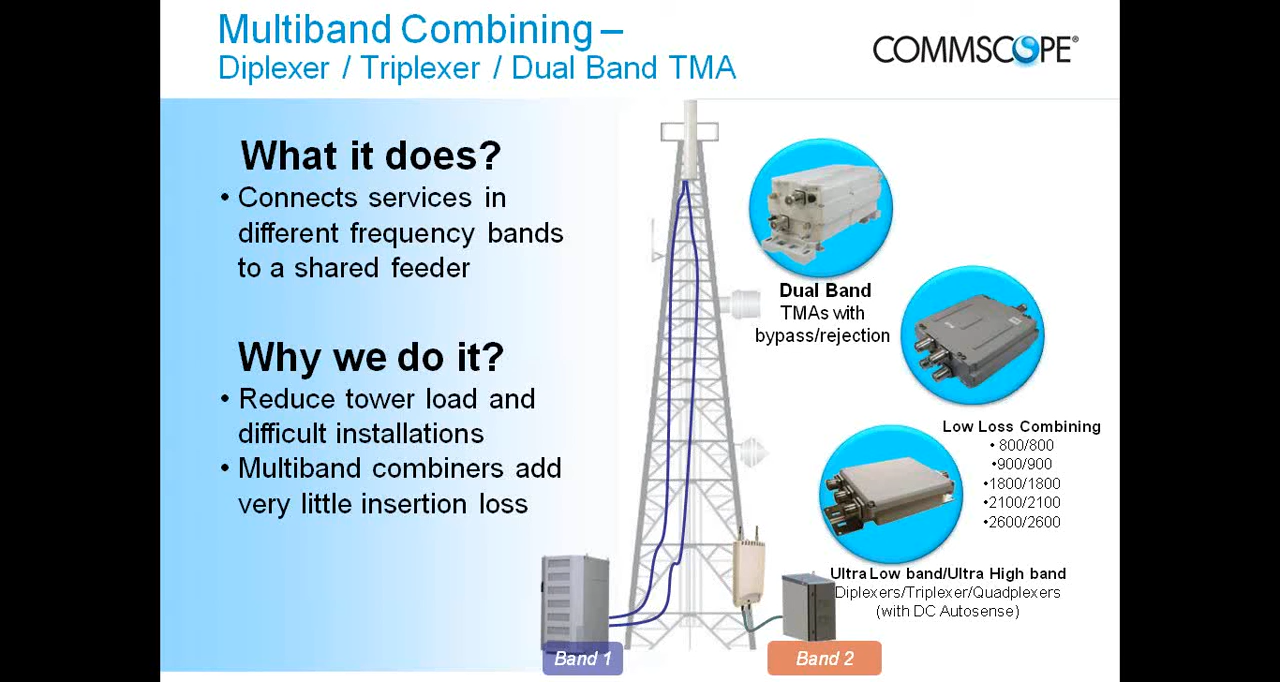 Multiband Combining –
Diplexer / Triplexer / Dual Band TMA
COMMSCOPE®
What it does?
• Connects services in
different frequency bands
to a shared feeder
Why we do it?
• Reduce tower load and
difficult installations
• Multiband combiners add
very little insertion loss
Dual Band
TMAs with
bypass/rejection
Low Loss Combining
• 800/800
•900/900
•1800/1800
•2100/2100
•2600/2600
Ultra Low band/Ultra High band
Diplexers/Triplexer/Quadplexers
(with DC Autosense)
Band 1
Band 2